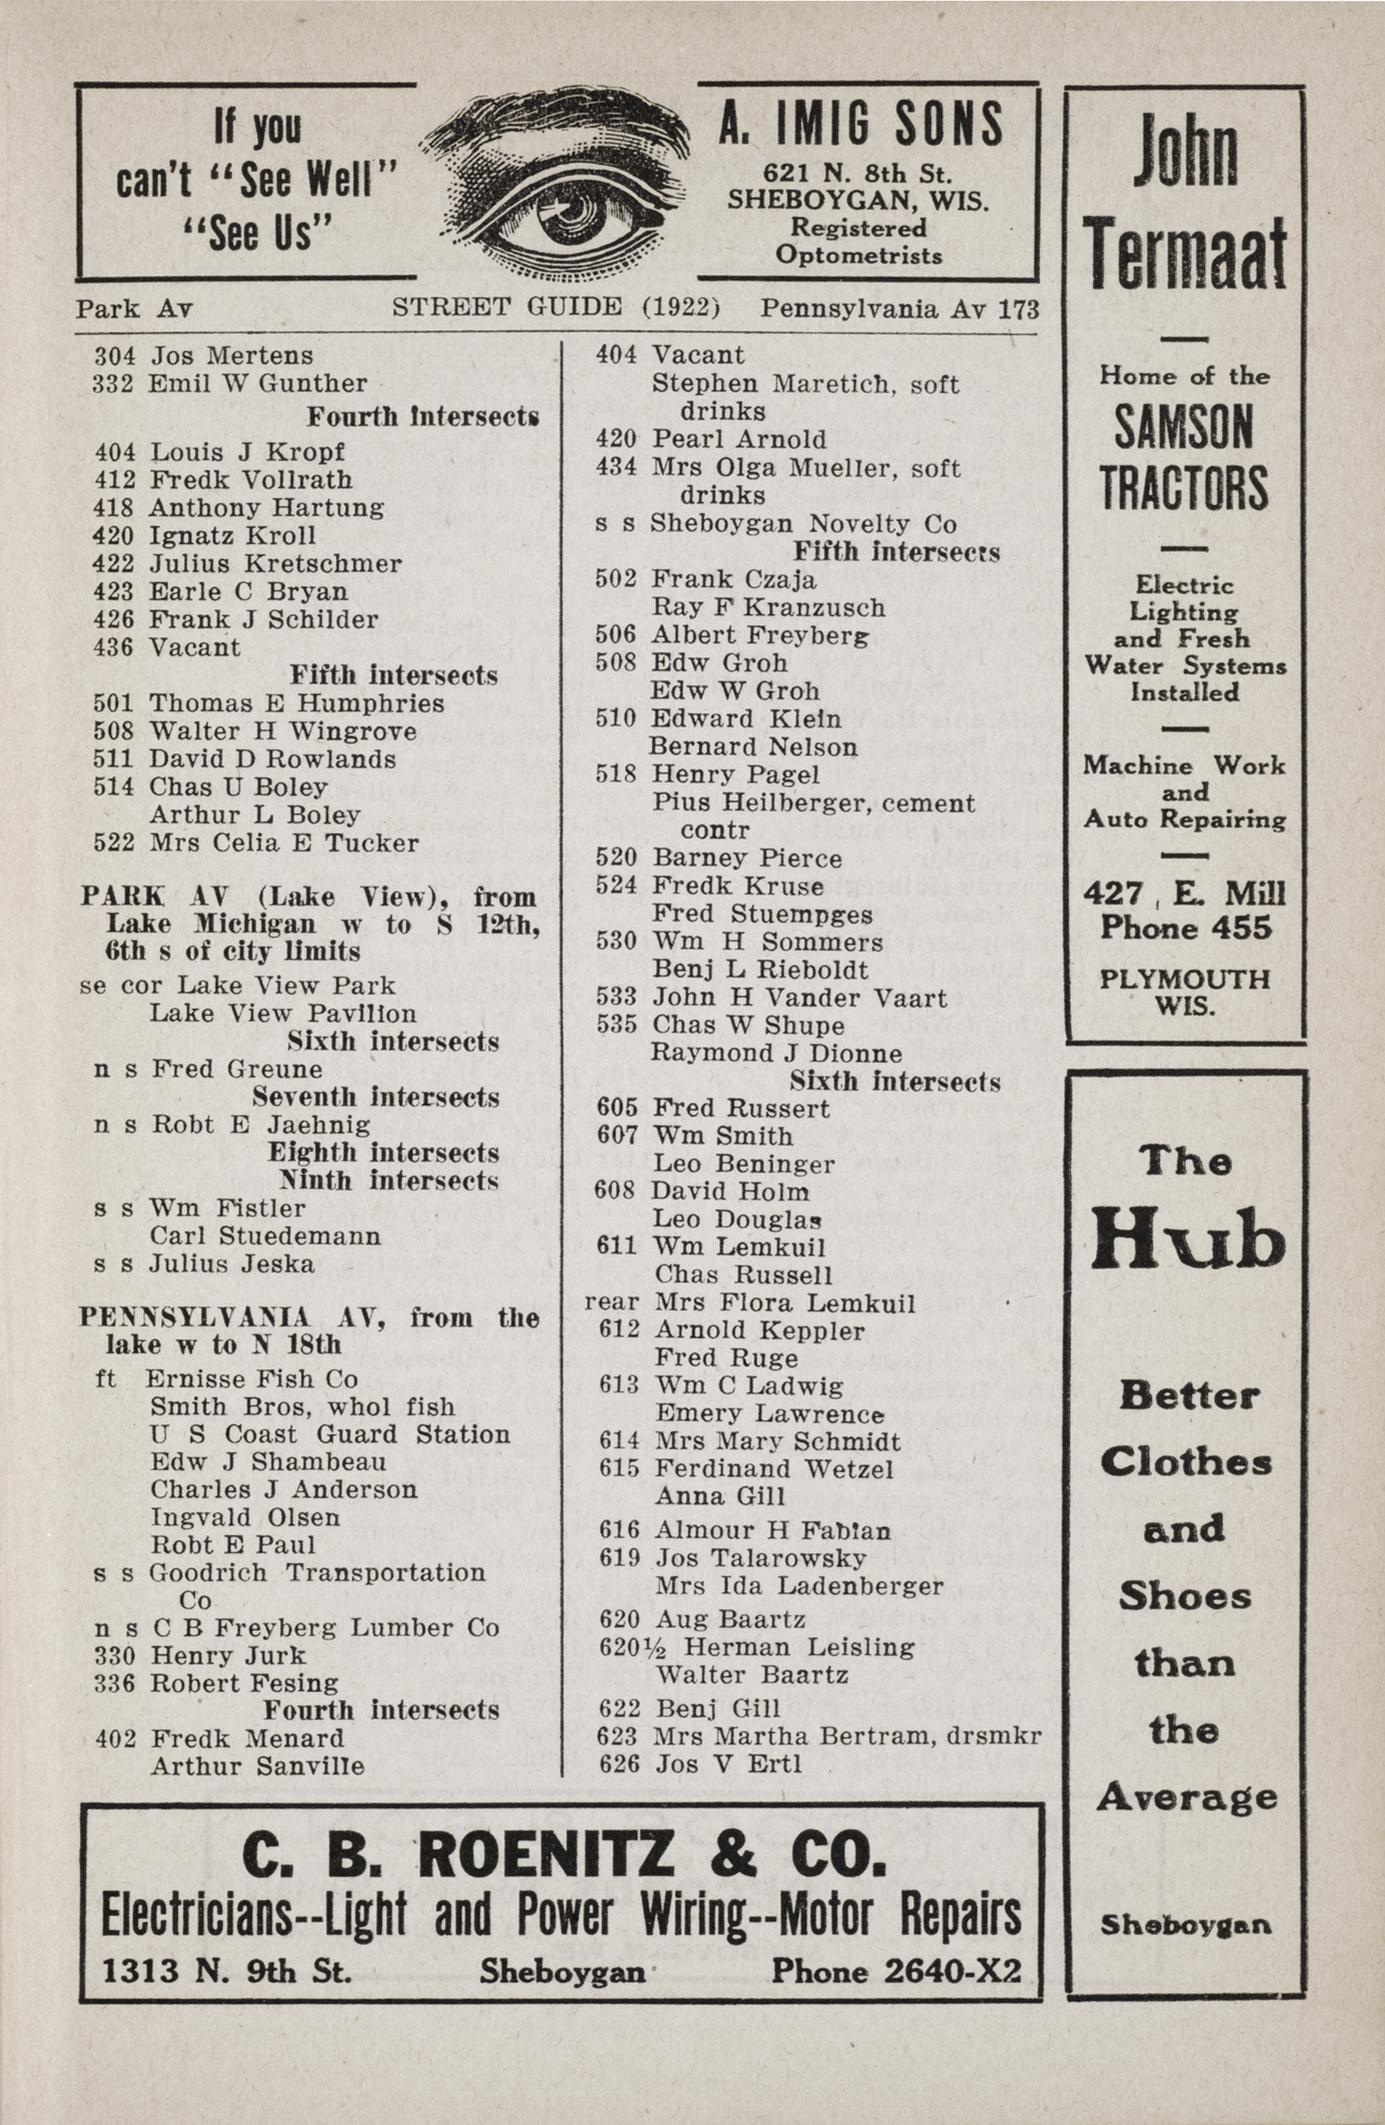 If you
can't "See Well"
"See Us"
A. IMIG SONS
621 N. 8th St.
SHEBOYGAN, WIS.
Registered
Optometrists
Park Av STREET GUIDE (1922) Pennsylvania Av 173
304 Jos Mertens
332 Emil W Gunther
Fourth intersects
404 Louis J Kropf
412 Fredk Vollrath
418 Anthony Hartung
420 Ignatz Kroll
422 Julius Kretschmer
423 Earle C Bryan
426 Frank J Schilder
436 Vacant
Fifth intersects
501 Thomas E Humphries
508 Walter H Wingrove
511 David D Rowlands
514 Chas U Boley
Arthur L Boley
522 Mrs Celia E Tucker
PARK AV (Lake View), from
Lake Michigan w to S 12th,
6th s of city limits
se cor Lake View Park
Lake View Pavilion
Sixth intersects
n s Fred Greune
Seventh intersects
n s Robt E Jaehnig
Eighth intersects
Ninth intersects
s s Wm Fistler
Carl Stuedemann
s s Julius Jeska
PENNSYLVANIA AV, from the
lake w to N 18th
ft Ernisse Fish Co
Smith Bros, whol fish
U S Coast Guard Station
Edw J Shambeau
Charles J Anderson
Ingvald Olsen
Robt E Paul
s s Goodrich Transportation
Co
n s C B Freyberg Lumber Co
330 Henry Jurk
336 Robert Fesing
Fourth intersects
402 Fredk Menard
Arthur Sanville
404 Vacant
Stephen Maretich, soft
drinks
420 Pearl Arnold
434 Mrs Olga Mueller, soft
drinks
s s Sheboygan Novelty Co
Fifth intersects
502 Frank Czaja
Ray F Kranzusch
506 Albert Freyberg
508 Edw Groh
Edw W Groh
510 Edward Klein
Bernard Nelson
518 Henry Pagel
Pius Heilberger, cement
contr
520 Barney Pierce
524 Fredk Kruse
Fred Stuempges
530 Wm H Sommers
Benj L Rieboldt
533 John H Vander Vaart
535 Chas W Shupe
Raymond J Dionne
Sixth intersects
605 Fred Russert
607 Wm Smith
Leo Beninger
608 David Holm
Leo Douglas
611 Wm Lemkuil
Chas Russell
rear Mrs Flora Lemkuil
612 Arnold Keppler
Fred Ruge
613 Wm C Ladwig
Emery Lawrence
614 Mrs Mary Schmidt
615 Ferdinand Wetzel
Anna Gill
616 Almour H Fabian
619 Jos Talarowsky
Mrs Ida Ladenberger
620 Aug Baartz
620½ Herman Leisling
Walter Baartz
622 Benj Gill
623 Mrs Martha Bertram, drsmkr
626 Jos V Ertl
John
Termaat
Home of the
SAMSON
TRACTORS
Electric
Lighting
and Fresh
Water Systems
Installed
Machine Work
and
Auto Repairing
427 E. Mill
Phone 455
PLYMOUTH
WIS.
The
Hub
Better
Clothes
and
Shoes
than
the
Average
Sheboygan
C. B. ROENITZ & CO.
Electricians--Light and Power Wiring--Motor Repairs
1313 N. 9th St. Sheboygan Phone 2640-X2